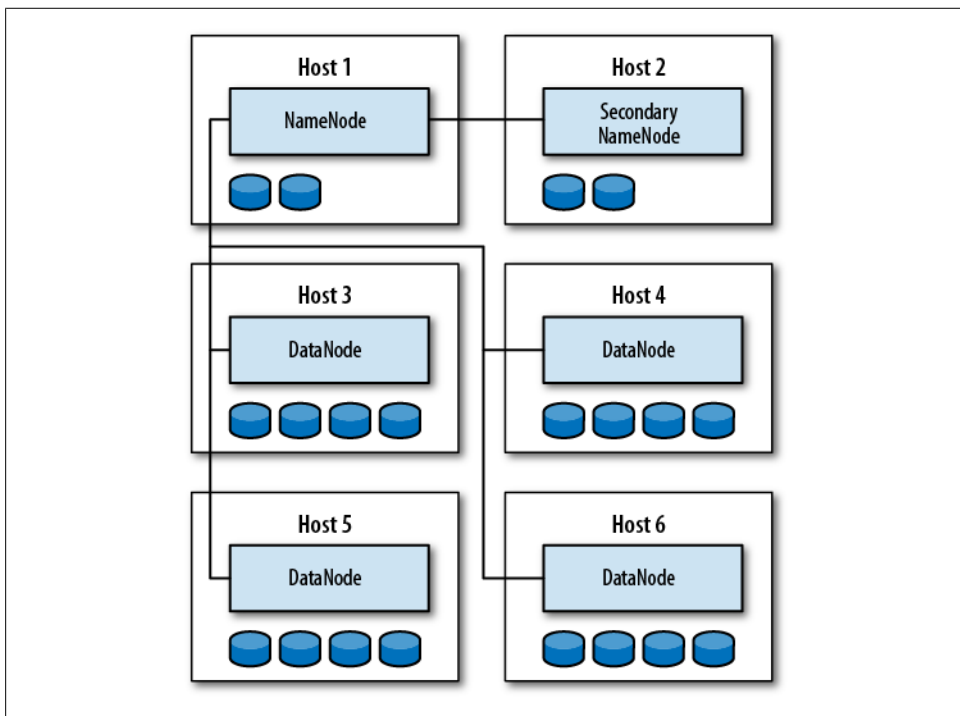 Host 1
NameNode
Host 2
Secondary
NameNode
Host 3
DataNode
Host 4
DataNode
Host 5
DataNode
Host 6
DataNode